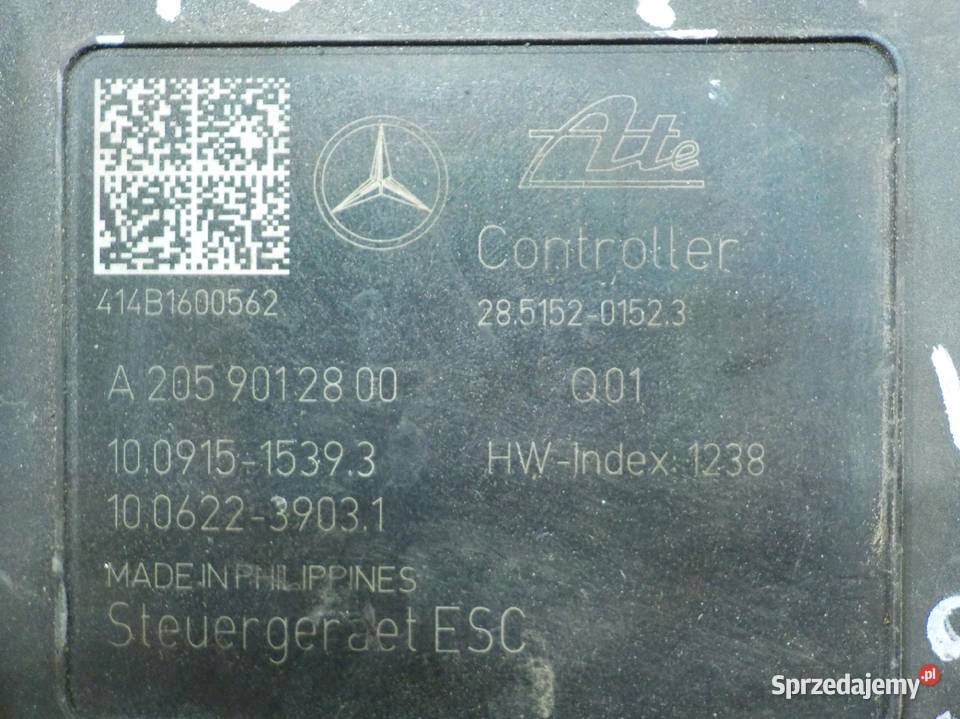 Ate
Controller
414B1600562
28.5152-0152.3
A 205 901 28 00
Q01
10.0915-1539.3
HW-Index: 1238
10.0622-3903.1
MADE IN PHILIPPINES
Steuergeraet ESC
Sprzedajemy.pl